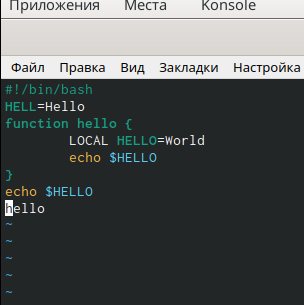 Приложения Места Konsole
Файл Правка Вид Закладки Настройка
#!/bin/bash
HELL=Hello
function hello {
        LOCAL HELLO=World
        echo $HELLO
}
echo $HELLO
hello
~
~
~
~
~